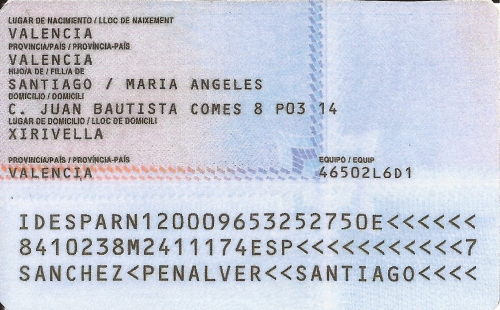 LUGAR DE NACIMIENTO / LLOC DE NAIXEMENT
VALENCIA
PROVINCIA/PAÍS / PROVÍNCIA-PAÍS
VALENCIA
HIJO/A DE / FILL/A DE
SANTIAGO / MARIA ANGELES
DOMICILIO / DOMICILI
C. JUAN BAUTISTA COMES 8 P03 14
LUGAR DE DOMICILIO / LLOC DE DOMICILI
XIRIVELLA
PROVINCIA/PAÍS / PROVÍNCIA-PAÍS EQUIPO / EQUIP
VALENCIA 46502L6D1
IDESPARN120009653252750E<<<<<<
8410238M2411174ESP<<<<<<<<<<<7
SANCHEZ<PENALVER<<SANTIAGO<<<<